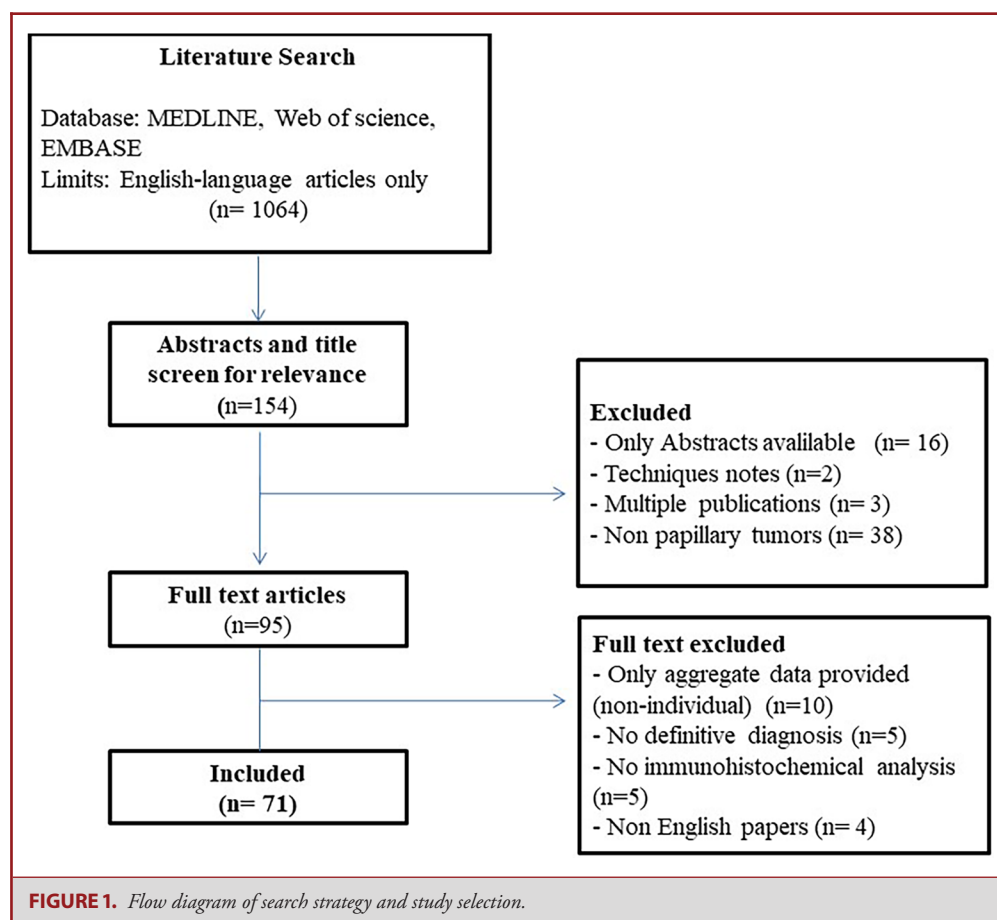 Literature Search
Database: MEDLINE, Web of science,
EMBASE
Limits: English-language articles only
(n= 1064)
Abstracts and title
screen for relevance
(n=154)
Excluded
- Only Abstracts avalilable (n= 16)
- Techniques notes (n=2)
- Multiple publications (n= 3)
- Non papillary tumors (n= 38)
Full text articles
(n=95)
Full text excluded
- Only aggregate data provided
(non-individual) (n=10)
- No definitive diagnosis (n=5)
- No immunohistochemical analysis
(n=5)
- Non English papers (n= 4)
Included
(n= 71)
FIGURE 1. Flow diagram of search strategy and study selection.